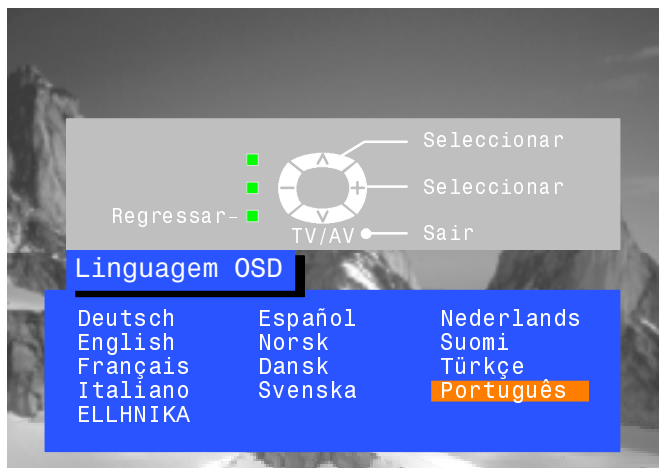 Seleccionar
Seleccionar
Regressar
TV/AV
Sair
Linguagem OSD
Deutsch Español Nederlands
English Norsk Suomi
Français Dansk Türkçe
Italiano Svenska Português
ELLHNIKA